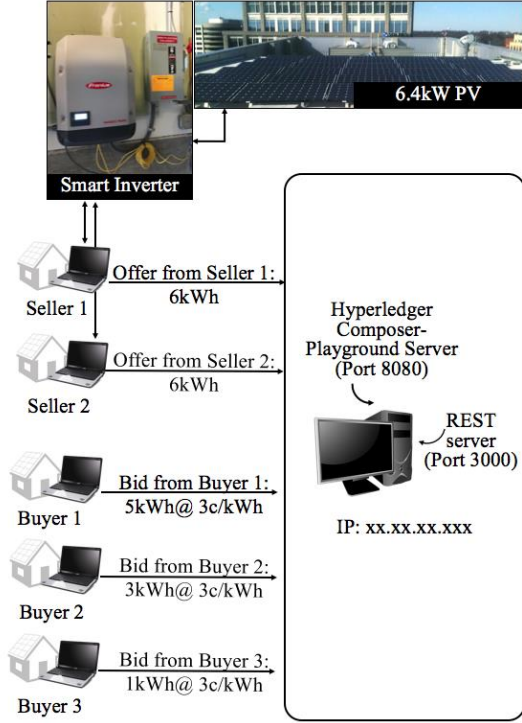 Fronius
6.4kW PV
Smart Inverter
Offer from Seller 1:
6kWh
Seller 1
Offer from Seller 2:
6kWh
Seller 2
Hyperledger
Composer-
Playground Server
(Port 8080)
REST
server
(Port 3000)
IP: xx.xx.xx.xxx
Bid from Buyer 1:
5kWh@ 3c/kWh
Buyer 1
Bid from Buyer 2:
3kWh@ 3c/kWh
Buyer 2
Bid from Buyer 3:
1kWh@ 3c/kWh
Buyer 3